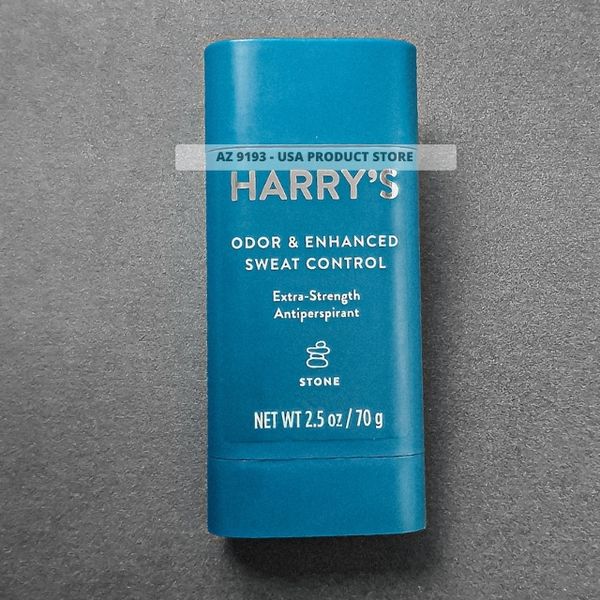 AZ 9193 - USA PRODUCT STORE
HARRY'S
ODOR & ENHANCED
SWEAT CONTROL
Extra-Strength
Antiperspirant
STONE
NET WT 2.5 oz / 70 g